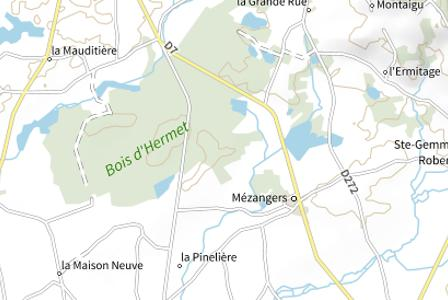 la Grande Rue
Montaigu
la Mauditière
D7
l'Ermitage
Bois d'Hermet
Ste-Gemm
Rober
D272
Mézangers
la Pinelière
la Maison Neuve